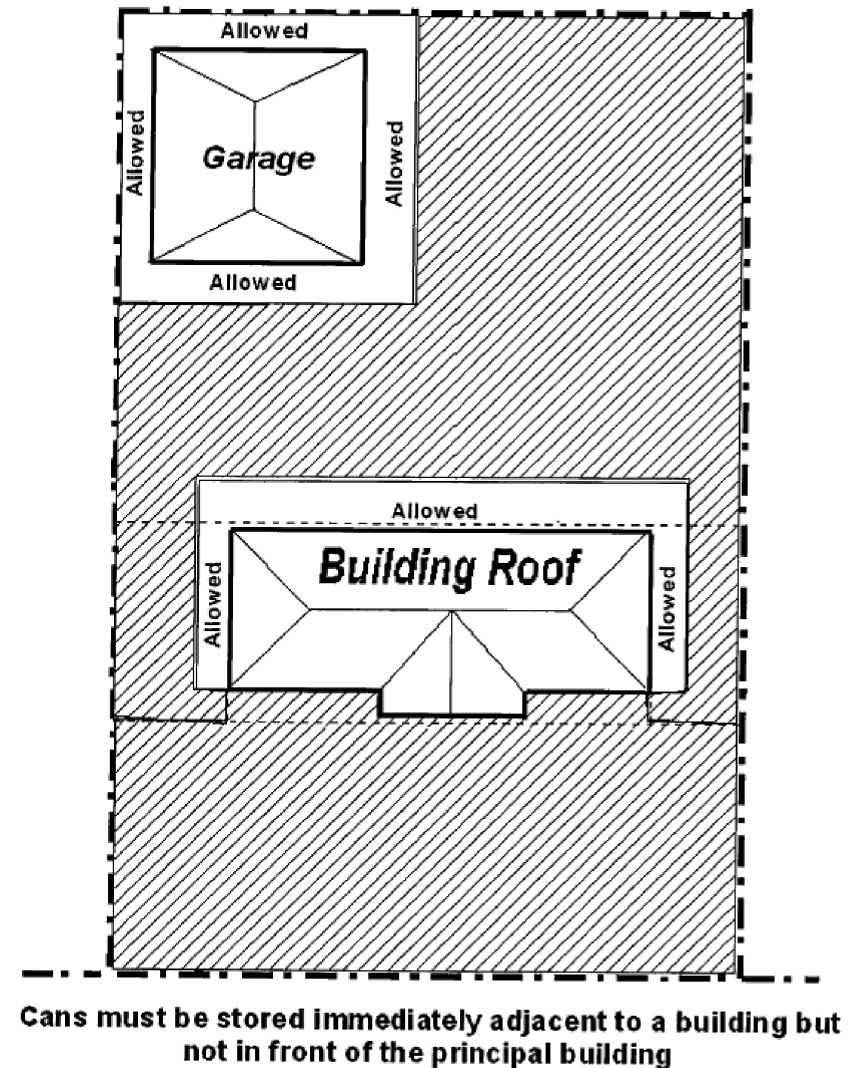 Allowed
Allowed
Garage
Allowed
Allowed
Allowed
Building Roof
Allowed
Allowed
Cans must be stored immediately adjacent to a building but
not in front of the principal building